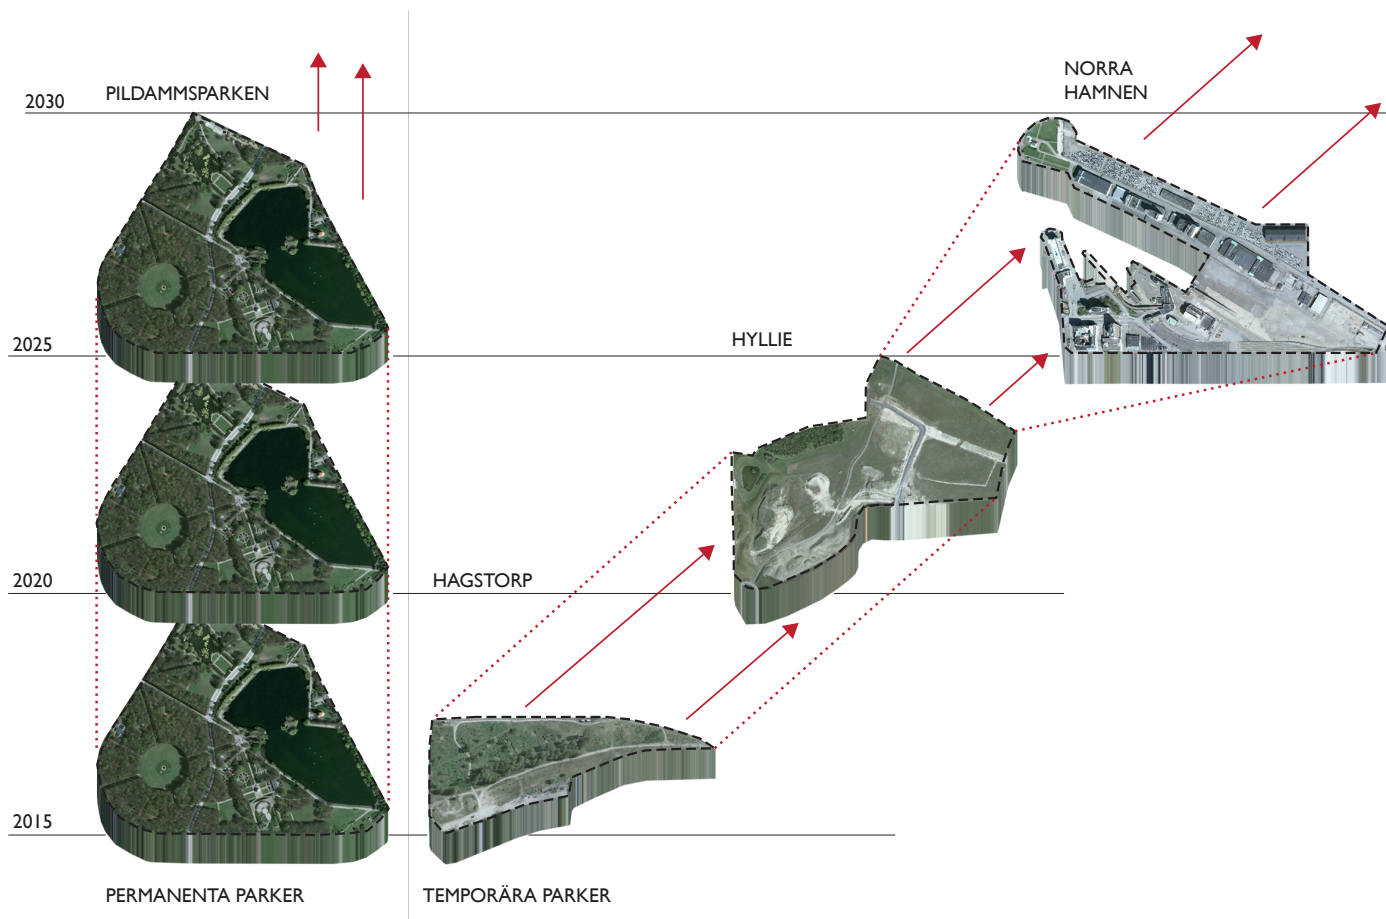 NORRA
HAMNEN
PILDAMMSPARKEN
2030
2025
HYLLIE
2020
HAGSTORP
2015
PERMANENTA PARKER
TEMPORÄRA PARKER